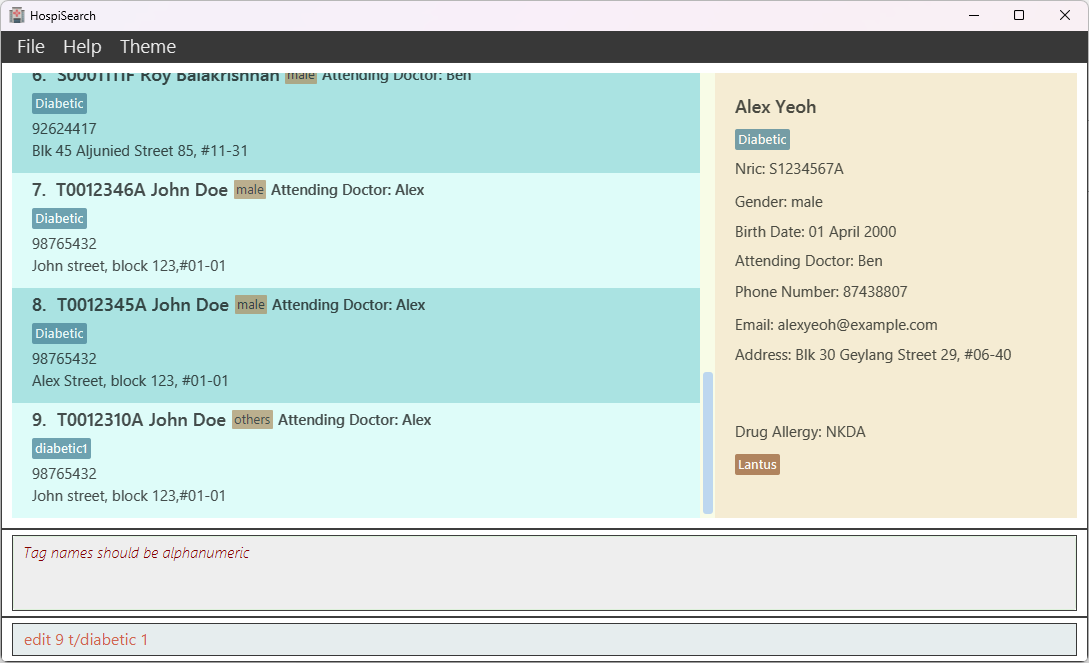 HospiSearch
File Help Theme
6. S0001111F Roy Balakrishnan male Attending Doctor: Ben
Diabetic
92624417
Blk 45 Aljunied Street 85, #11-31
7. T0012346A John Doe male Attending Doctor: Alex
Diabetic
98765432
John street, block 123,#01-01
8. T0012345A John Doe male Attending Doctor: Alex
Diabetic
98765432
Alex Street, block 123, #01-01
9. T0012310A John Doe others Attending Doctor: Alex
diabetic1
98765432
John street, block 123,#01-01
Alex Yeoh
Diabetic
Nric: S1234567A
Gender: male
Birth Date: 01 April 2000
Attending Doctor: Ben
Phone Number: 87438807
Email: alexyeoh@example.com
Address: Blk 30 Geylang Street 29, #06-40
Drug Allergy: NKDA
Lantus
Tag names should be alphanumeric
edit 9 t/diabetic 1